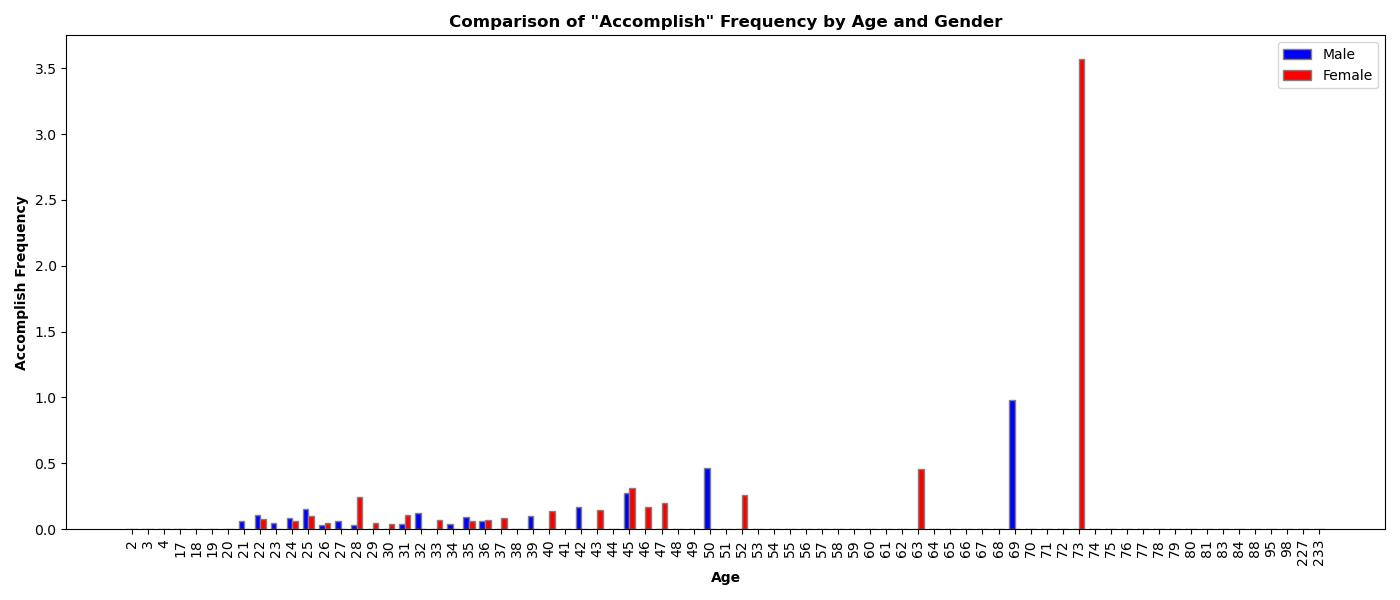 Comparison of "Accomplish" Frequency by Age and Gender
Male
Female
3.5
3.0
2.5
2.0
1.5
1.0
0.5
0.0
Accomplish Frequency
2 3 4 17 18 19 20 21 22 23 24 25 26 27 28 29 30 31 32 33 34 35 36 37 38 39 40 41 42 43 44 45 46 47 48 49 50 51 52 53 54 55 56 57 58 59 60 61 62 63 64 65 66 67 68 69 70 71 72 73 74 75 76 77 78 79 80 81 83 84 88 95 98 227 233
Age